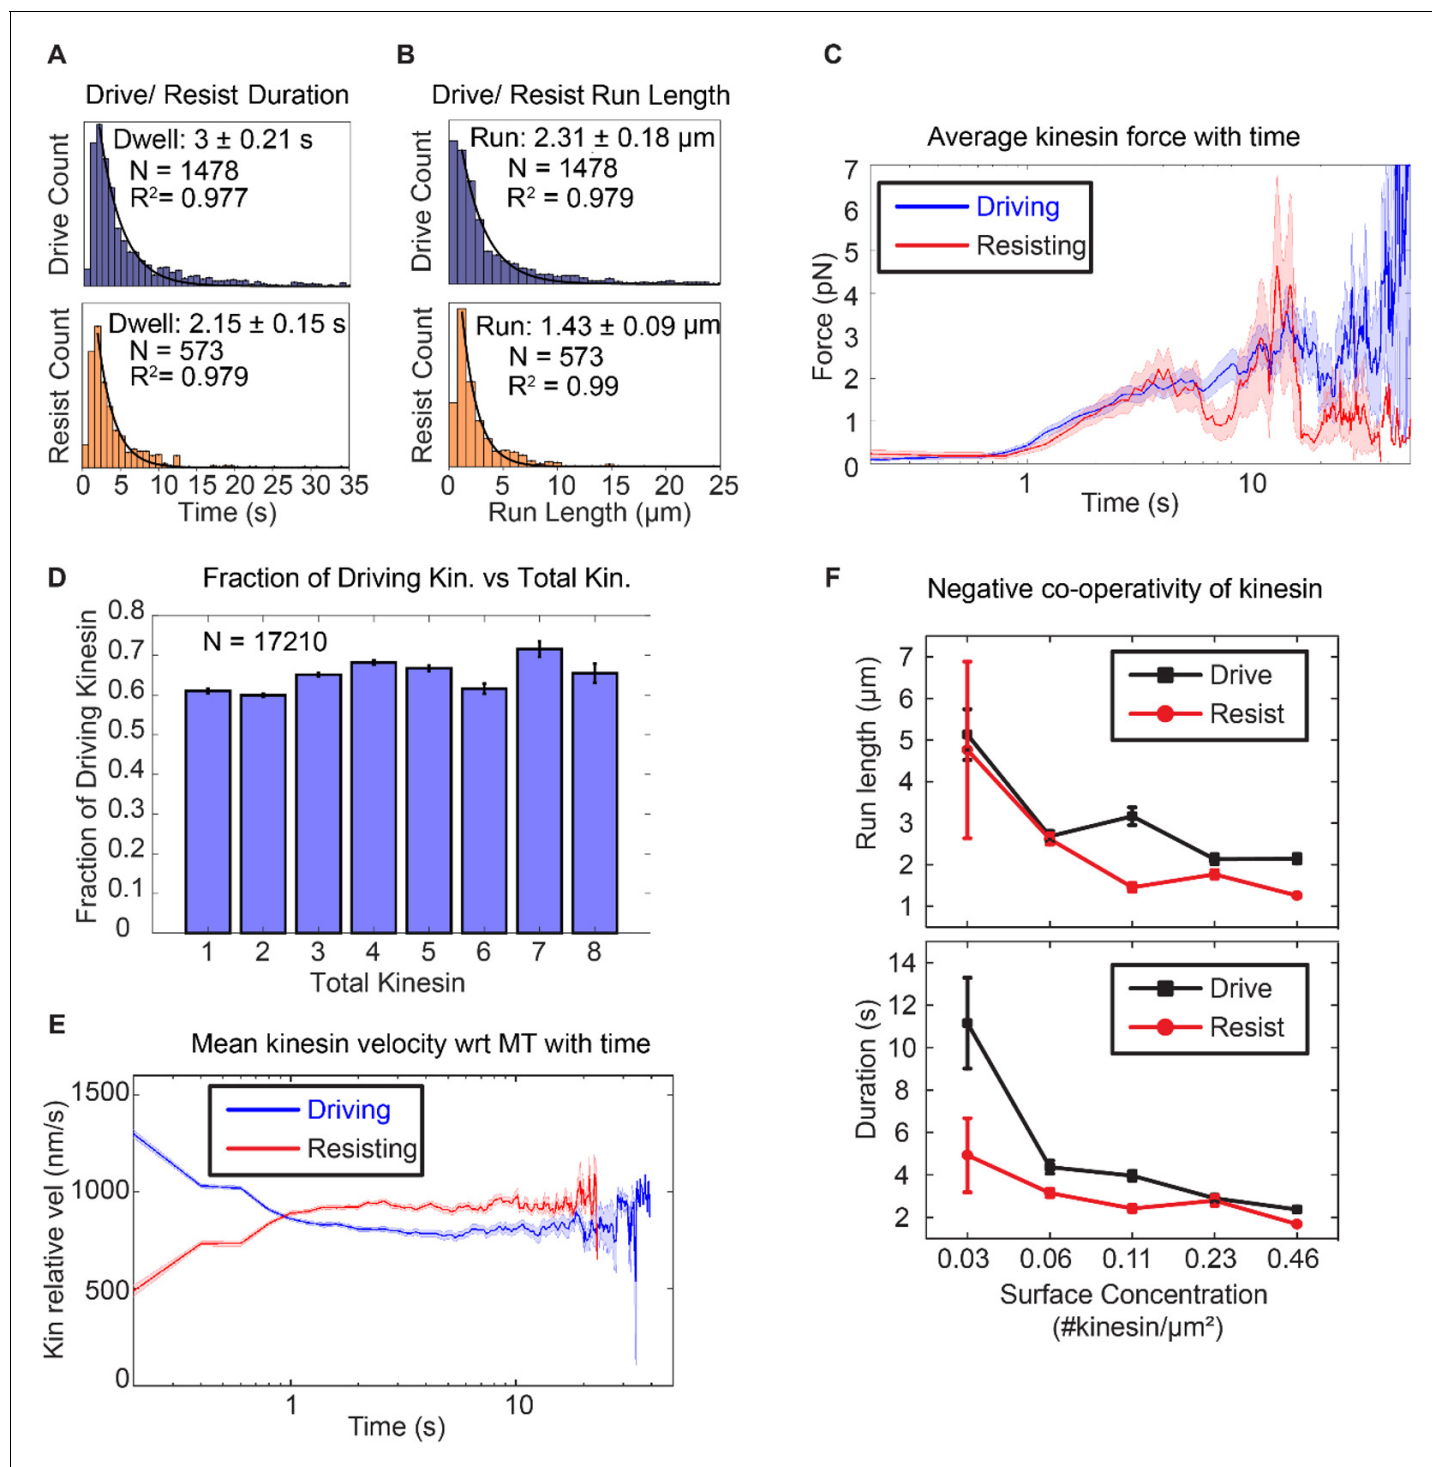 A
Drive/ Resist Duration
Drive Count
Dwell: 3 ± 0.21 s
N = 1478
R² = 0.977
Resist Count
Dwell: 2.15 ± 0.15 s
N = 573
R² = 0.979
0 5 10 15 20 25 30 35
Time (s)
B
Drive/ Resist Run Length
Drive Count
Run: 2.31 ± 0.18 µm
N = 1478
R² = 0.979
Resist Count
Run: 1.43 ± 0.09 µm
N = 573
R² = 0.99
0 5 10 15 20 25
Run Length (µm)
C
Average kinesin force with time
Force (pN)
7
6
5
4
3
2
1
0
Driving
Resisting
1 10
Time (s)
D
Fraction of Driving Kin. vs Total Kin.
Fraction of Driving Kinesin
0.8
0.7
0.6
0.5
0.4
0.3
0.2
0.1
0
N = 17210
1 2 3 4 5 6 7 8
Total Kinesin
E
Mean kinesin velocity wrt MT with time
Kin relative vel (nm/s)
1500
1000
500
0
Driving
Resisting
1 10
Time (s)
F
Negative co-operativity of kinesin
Run length (µm)
7
6
5
4
3
2
1
Drive
Resist
Duration (s)
14
12
10
8
6
4
2
Drive
Resist
0.03 0.06 0.11 0.23 0.46
Surface Concentration
(#kinesin/µm²)